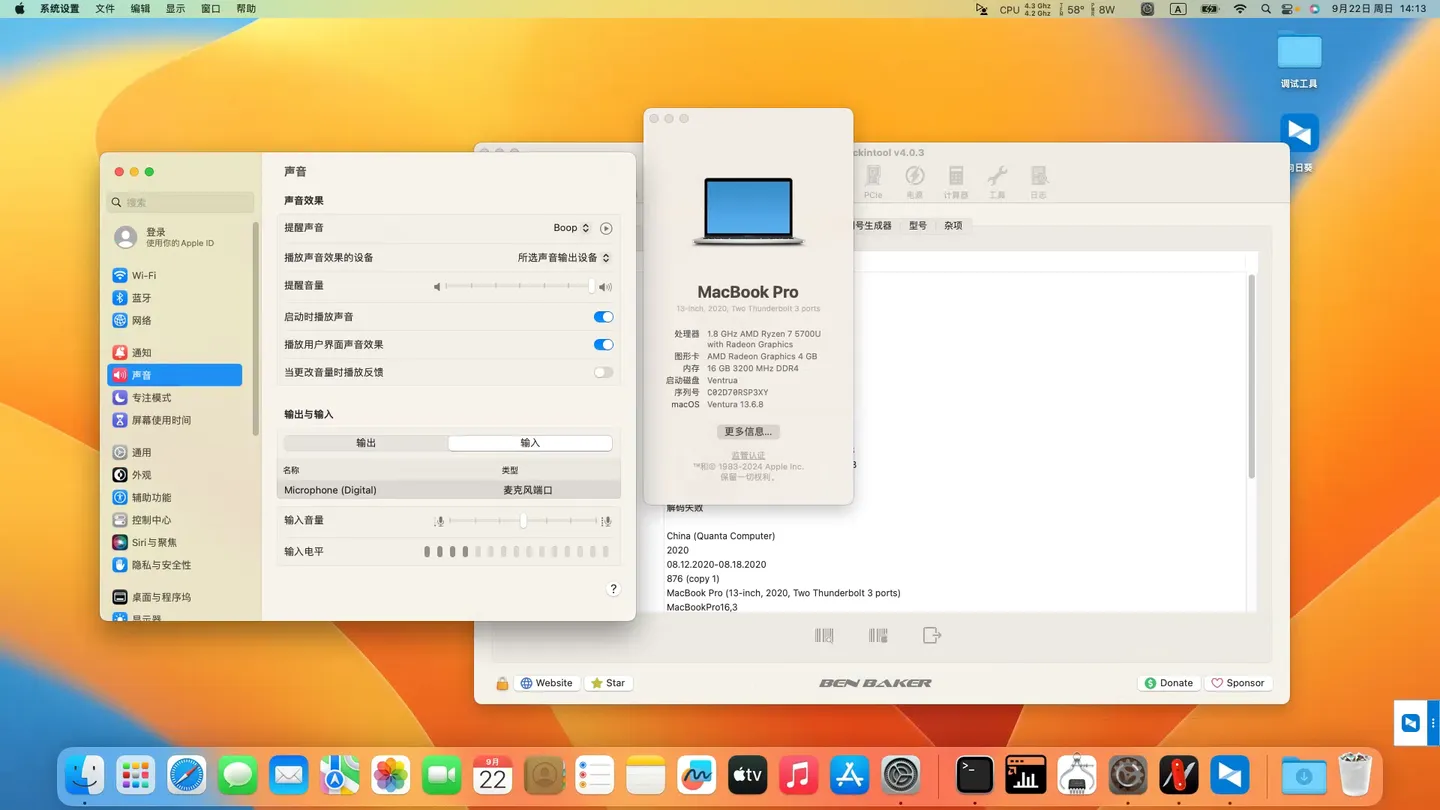 系统设置 文件 编辑 显示 窗口 帮助
CPU 4.3 Ghz 4.2 Ghz 58° 8W A 9月22日 周日 14:13
调试工具
向日葵
声音
搜索
登录
使用你的 Apple ID
Wi-Fi
蓝牙
网络
通知
声音
专注模式
屏幕使用时间
通用
外观
辅助功能
控制中心
Siri与聚焦
隐私与安全性
桌面与程序坞
显示器
声音效果
提醒声音 Boop
播放声音效果的设备 所选声音输出设备
提醒音量
启动时播放声音
播放用户界面声音效果
当更改音量时播放反馈
输出与输入
输出 输入
名称 类型
Microphone (Digital) 麦克风端口
输入音量
输入电平
?
MacBook Pro
13-inch, 2020, Two Thunderbolt 3 ports
处理器 1.8 GHz AMD Ryzen 7 5700U
with Radeon Graphics
图形卡 AMD Radeon Graphics 4 GB
内存 16 GB 3200 MHz DDR4
启动磁盘 Ventrua
序列号 C02D70RSP3XY
macOS Ventura 13.6.8
更多信息...
监管认证
™和© 1983-2024 Apple Inc.
保留一切权利。
ckintool v4.0.3
PCIe 电源 计算器 工具 日志
号生成器 型号 杂项
解码失败
China (Quanta Computer)
2020
08.12.2020-08.18.2020
876 (copy 1)
MacBook Pro (13-inch, 2020, Two Thunderbolt 3 ports)
MacBookPro16,3
Website Star BEN BAKER Donate Sponsor
9月
22
tv